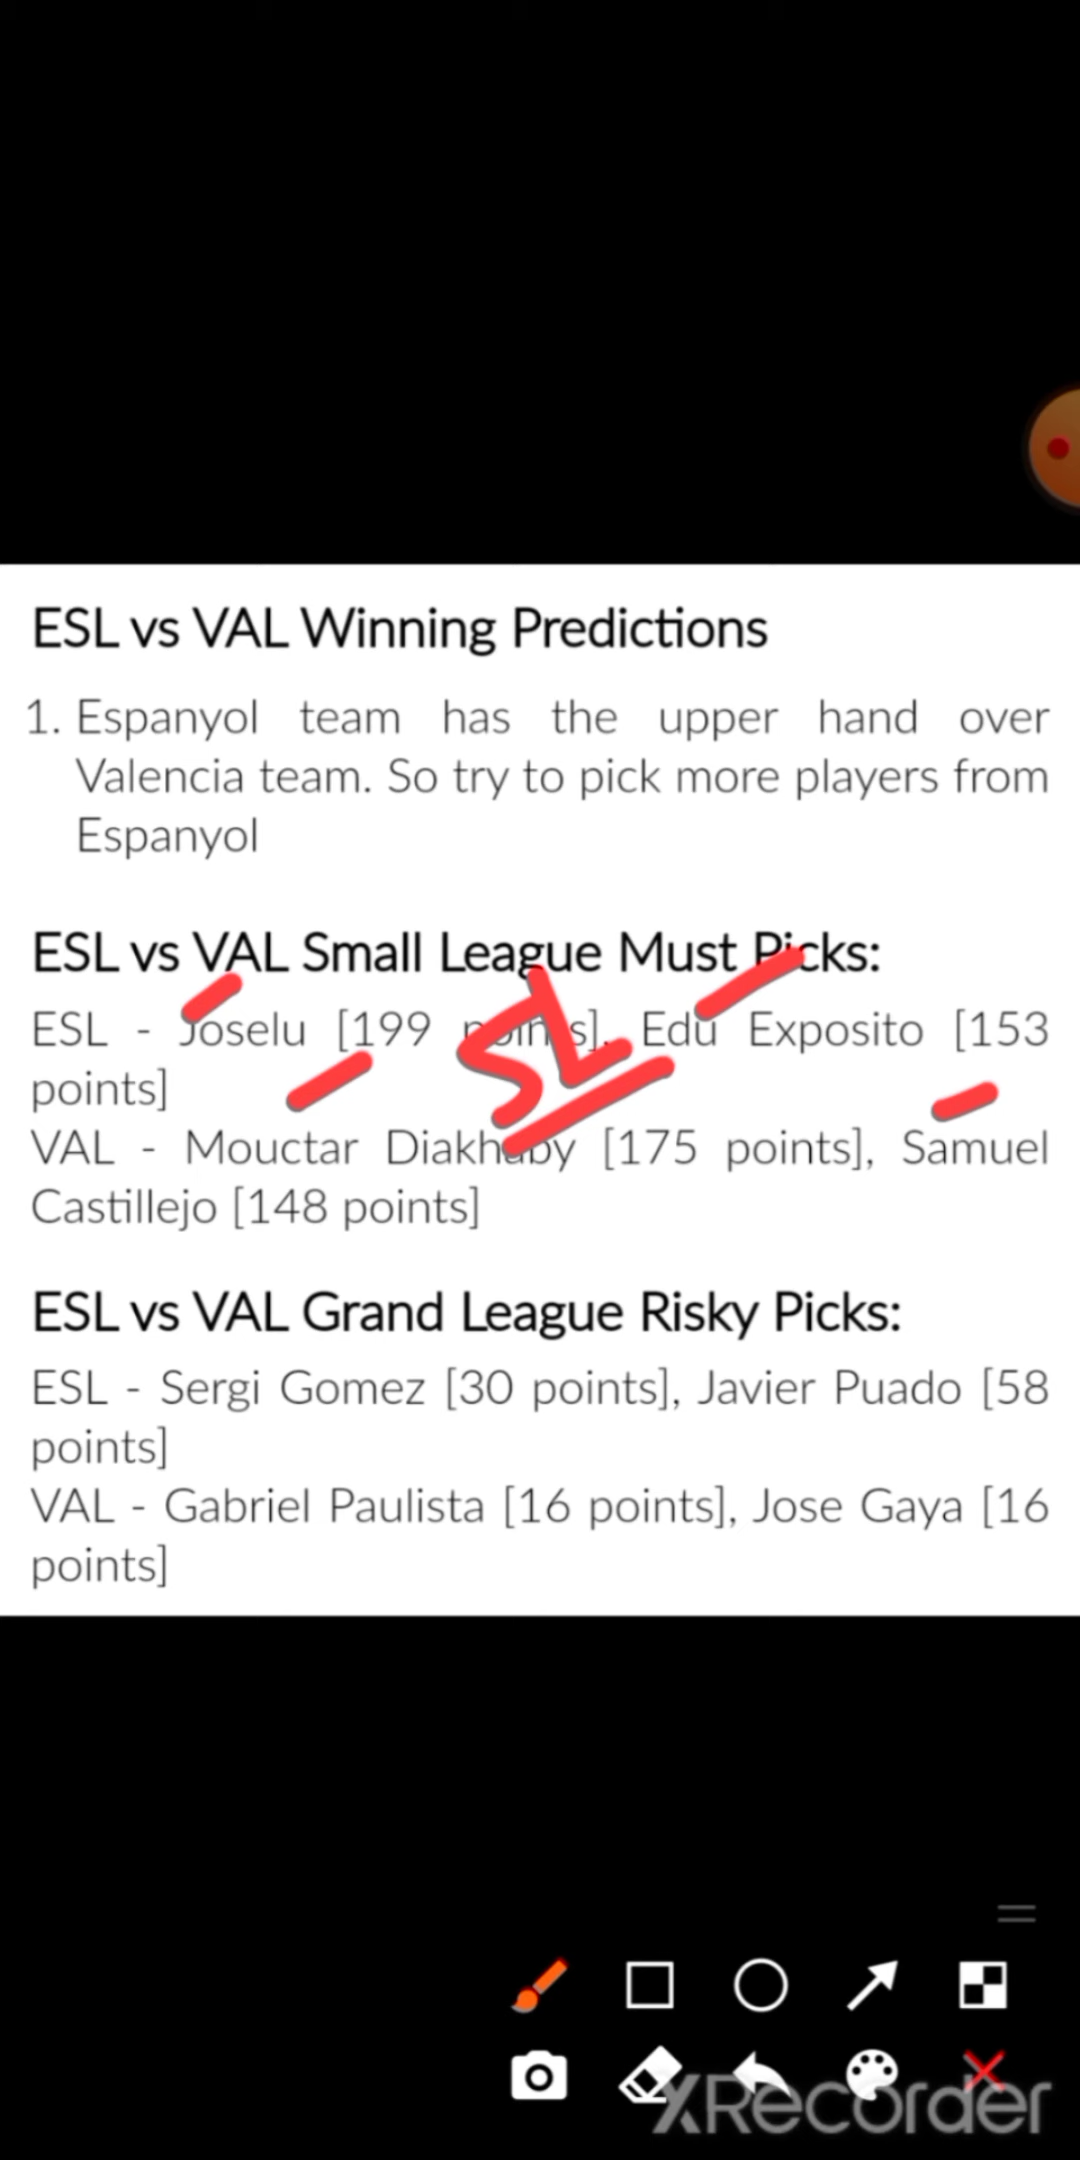 ESL vs VAL Winning Predictions
1. Espanyol team has the upper hand over
Valencia team. So try to pick more players from
Espanyol
ESL vs VAL Small League Must Picks:
ESL - Joselu [199 points], Edu Exposito [153
points]
SL
VAL - Mouctar Diakhaby [175 points], Samuel
Castillejo [148 points]
ESL vs VAL Grand League Risky Picks:
ESL - Sergi Gomez [30 points], Javier Puado [58
points]
VAL - Gabriel Paulista [16 points], Jose Gaya [16
points]
XRecorder